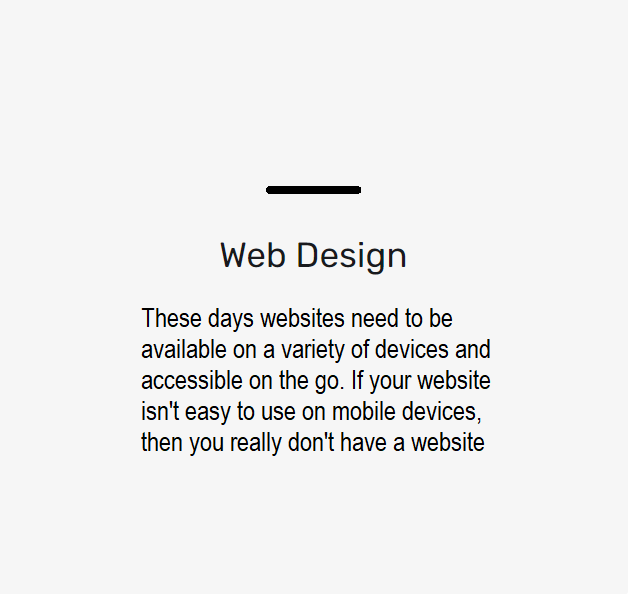 Web Design
These days websites need to be
available on a variety of devices and
accessible on the go. If your website
isn't easy to use on mobile devices,
then you really don't have a website